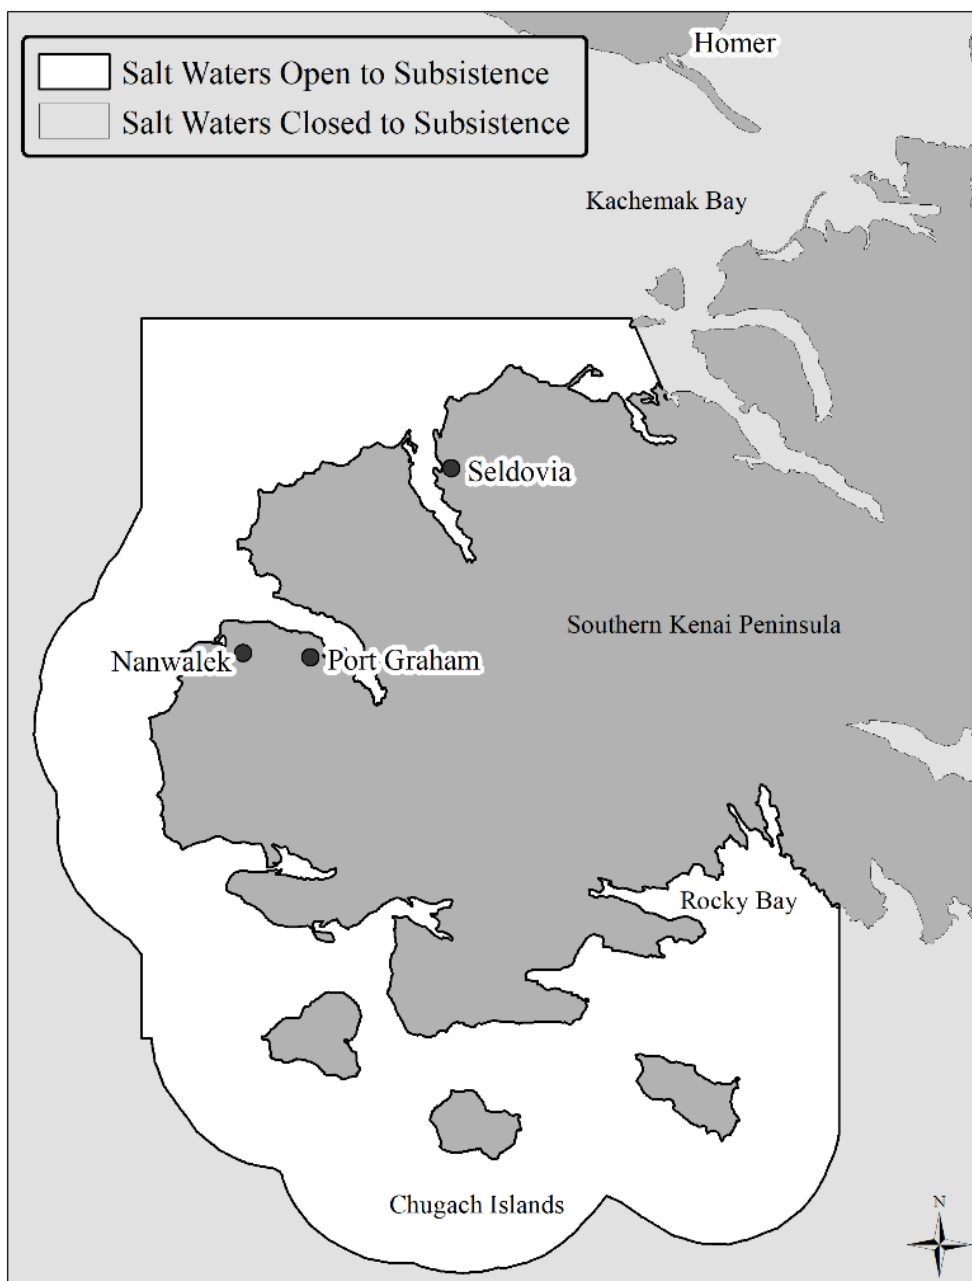 Homer
Salt Waters Open to Subsistence
Salt Waters Closed to Subsistence
Kachemak Bay
Seldovia
Southern Kenai Peninsula
Nanwalek
Port Graham
Rocky Bay
Chugach Islands
N